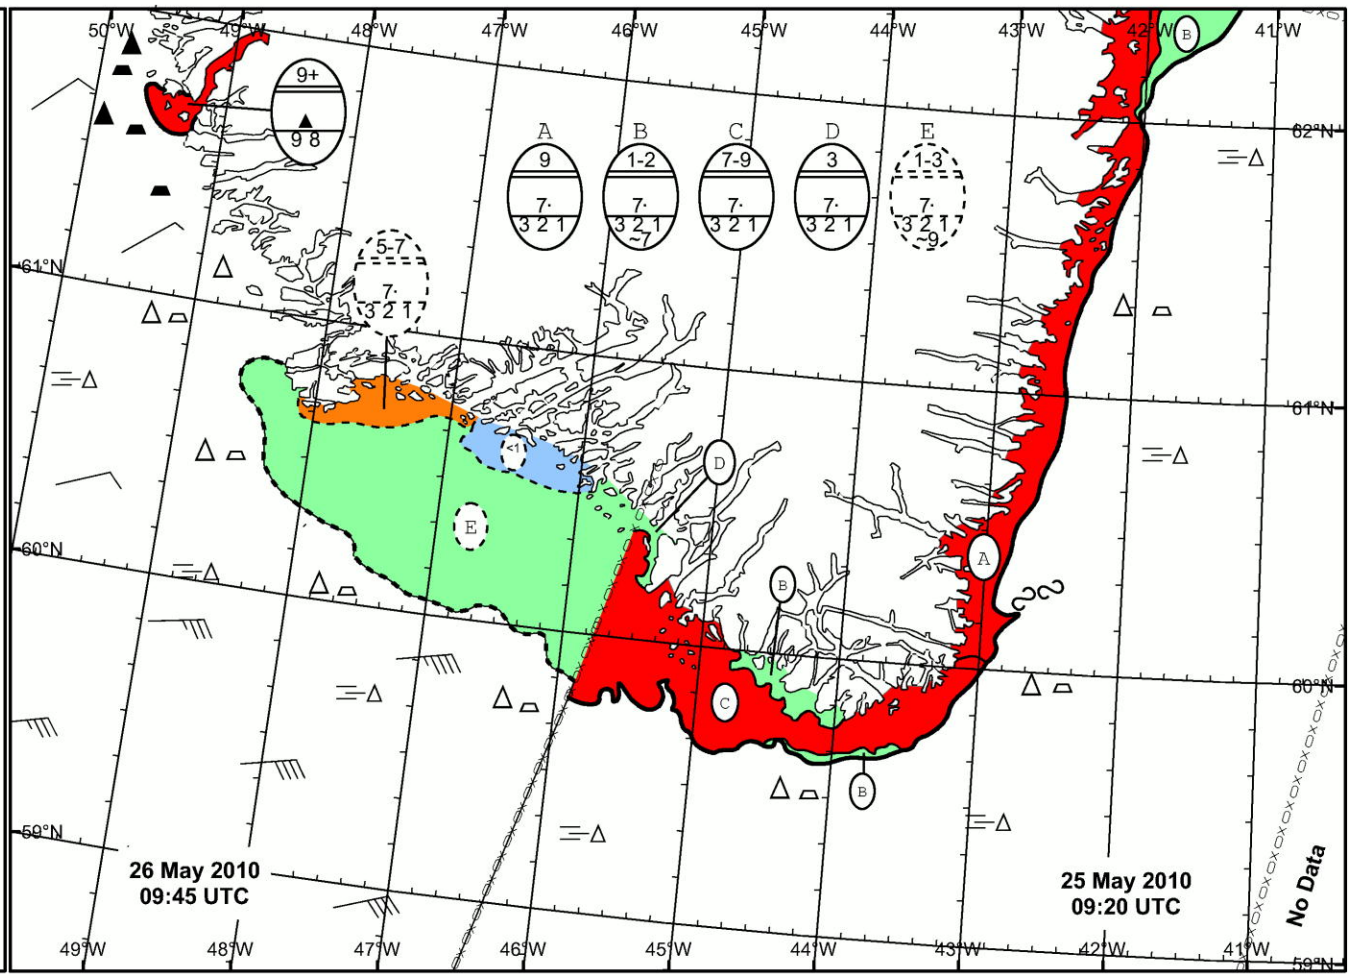 50°W 49°W 48°W 47°W 46°W 45°W 44°W 43°W 42°W 41°W
B
9+
9 8
62°N
A B C D E
9 1-2 7-9 3 1-3
7· 7· 7· 7· 7·
3 2 1 3 2 1 3 2 1 3 2 1 3 2 1
~7 ~9
5-7
7·
3 2 1
61°N
61°N
<1
D
E
A
60°N
B
60°N
C
B
59°N
26 May 2010
09:45 UTC
25 May 2010
09:20 UTC
No Data
49°W 48°W 47°W 46°W 45°W 44°W 43°W 42°W 41°W
59°N